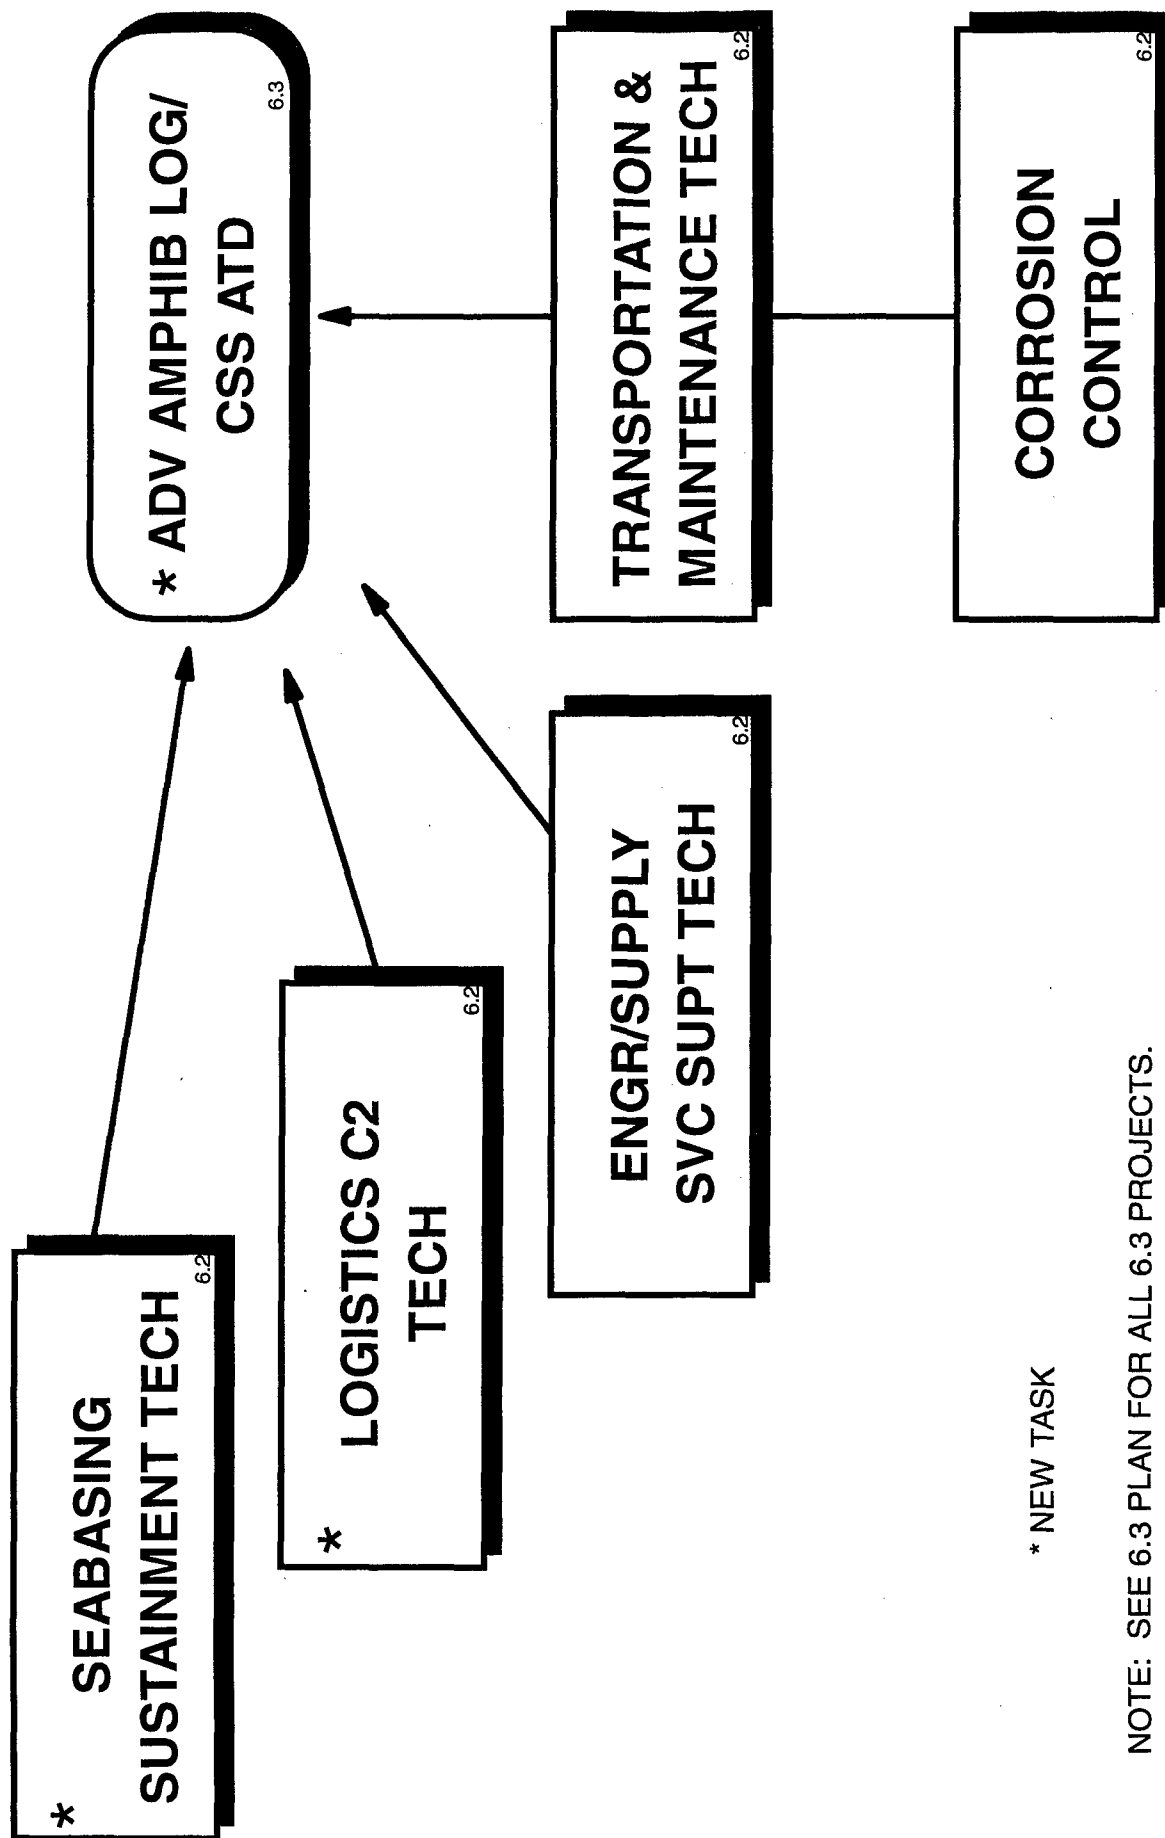 *
SEABASING
SUSTAINMENT TECH
6.2
*
LOGISTICS C2
TECH
6.2
ENGR/SUPPLY
SVC SUPT TECH
6.2
* ADV AMPHIB LOG/
CSS ATD
6.3
TRANSPORTATION &
MAINTENANCE TECH
6.2
CORROSION
CONTROL
6.2
* NEW TASK
NOTE: SEE 6.3 PLAN FOR ALL 6.3 PROJECTS.